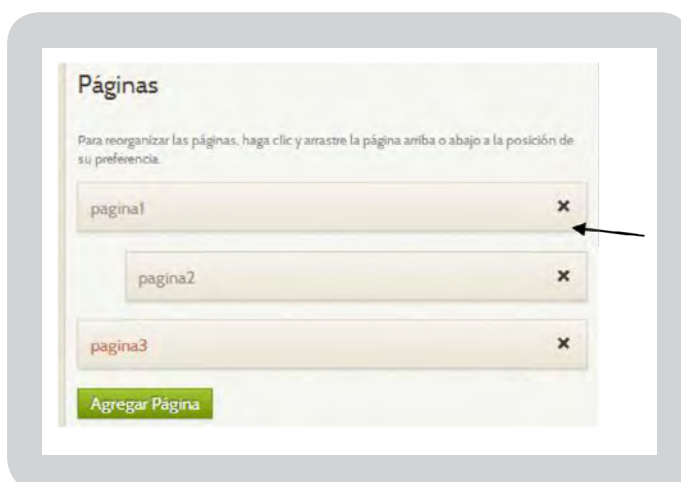 Páginas
Para reorganizar las páginas, haga clic y arrastre la página arriba o abajo a la posición de
su preferencia.
pagina1
pagina2
pagina3
Agregar Página